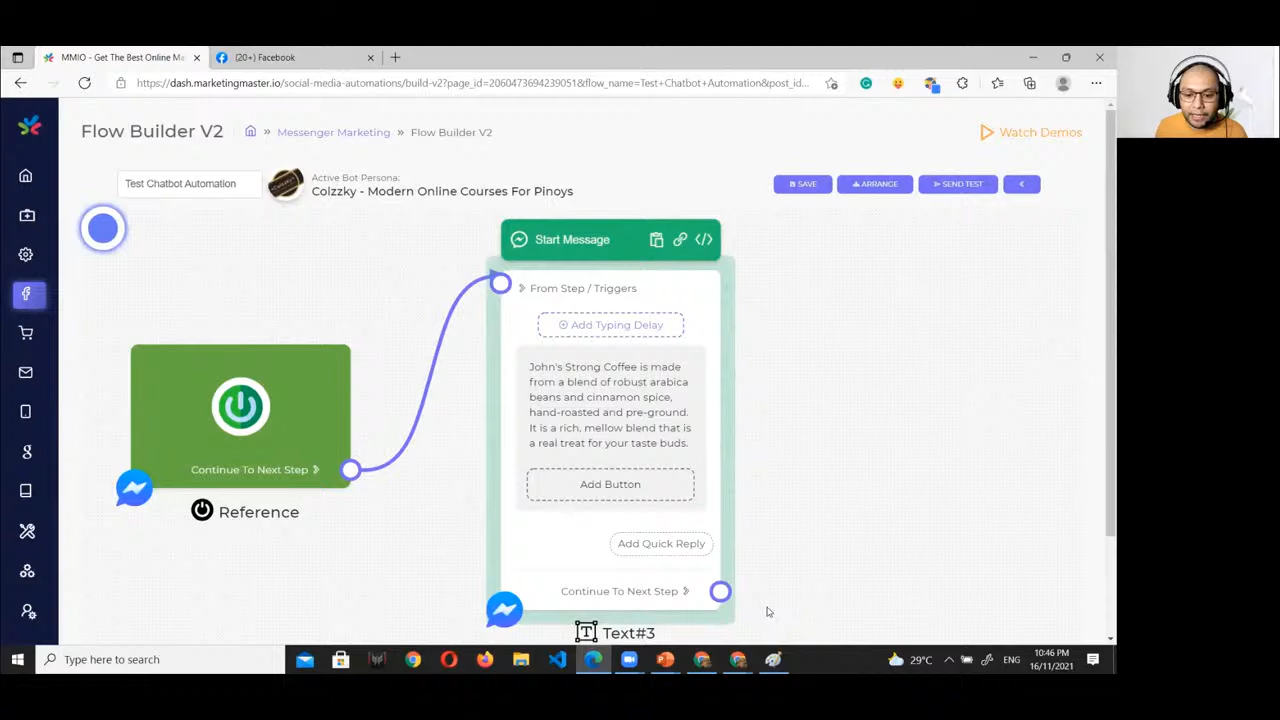 MMIO - Get The Best Online Ma
(20+) Facebook
https://dash.marketingmaster.io/social-media-automations/build-v2?page_id=206047369423905​1&flow_name=Test+Chatbot+Automation&post_id...
Flow Builder V2
» Messenger Marketing » Flow Builder V2
Watch Demos
Test Chatbot Automation
Active Bot Persona:
Colzzky - Modern Online Courses For Pinoys
SAVE
ARRANGE
SEND TEST
Start Message
From Step / Triggers
Add Typing Delay
John's Strong Coffee is made
from a blend of robust arabica
beans and cinnamon spice,
hand-roasted and pre-ground.
It is a rich, mellow blend that is
a real treat for your taste buds.
Add Button
Add Quick Reply
Continue To Next Step
Text#3
Continue To Next Step
Reference
Type here to search
29°C
ENG
10:46 PM
16/11/2021